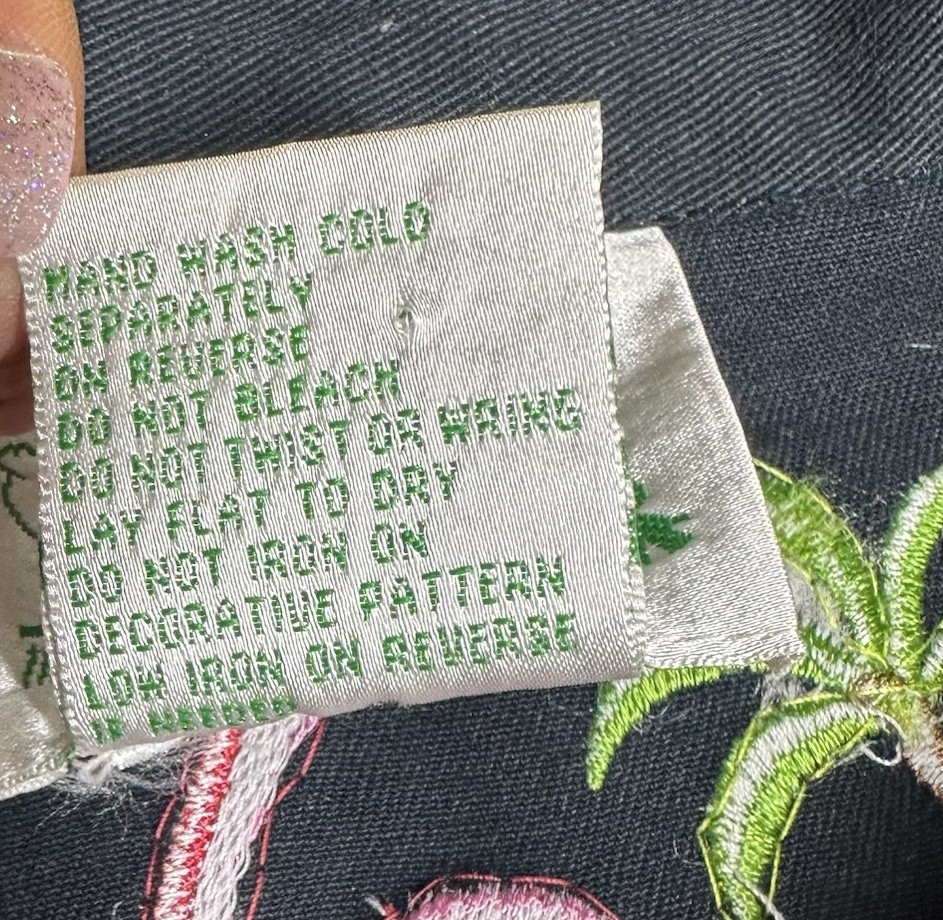 HAND WASH COLD
SEPARATELY
ON REVERSE
DO NOT BLEACH
DO NOT TWIST OR WRING
LAY FLAT TO DRY
DO NOT IRON ON
DECORATIVE PATTERN
LOW IRON ON REVERSE
IF NEEDED